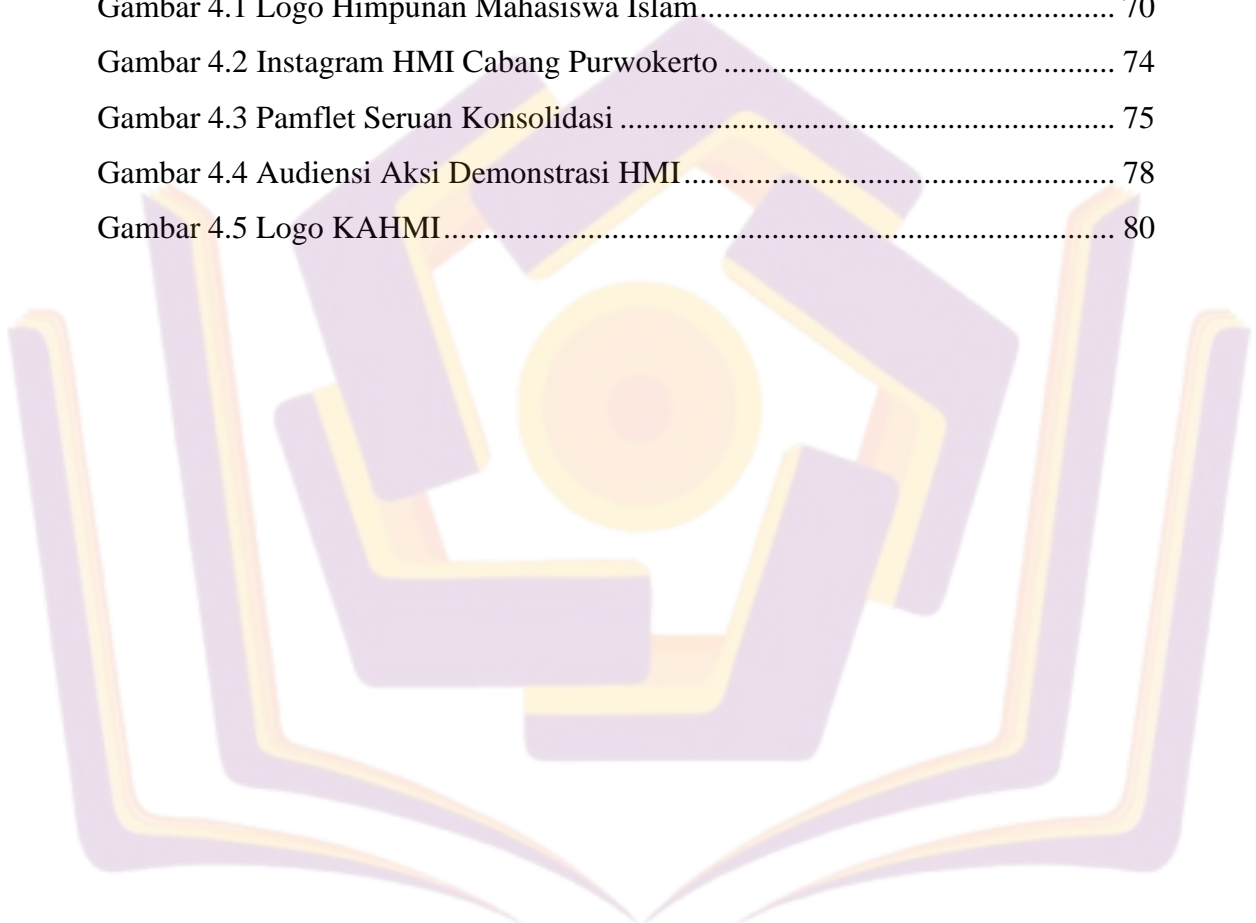 Gambar 4.1 Logo Himpunan Mahasiswa Islam.................................................... 70
Gambar 4.2 Instagram HMI Cabang Purwokerto ................................................. 74
Gambar 4.3 Pamflet Seruan Konsolidasi .............................................................. 75
Gambar 4.4 Audiensi Aksi Demonstrasi HMI...................................................... 78
Gambar 4.5 Logo KAHMI.................................................................................... 80